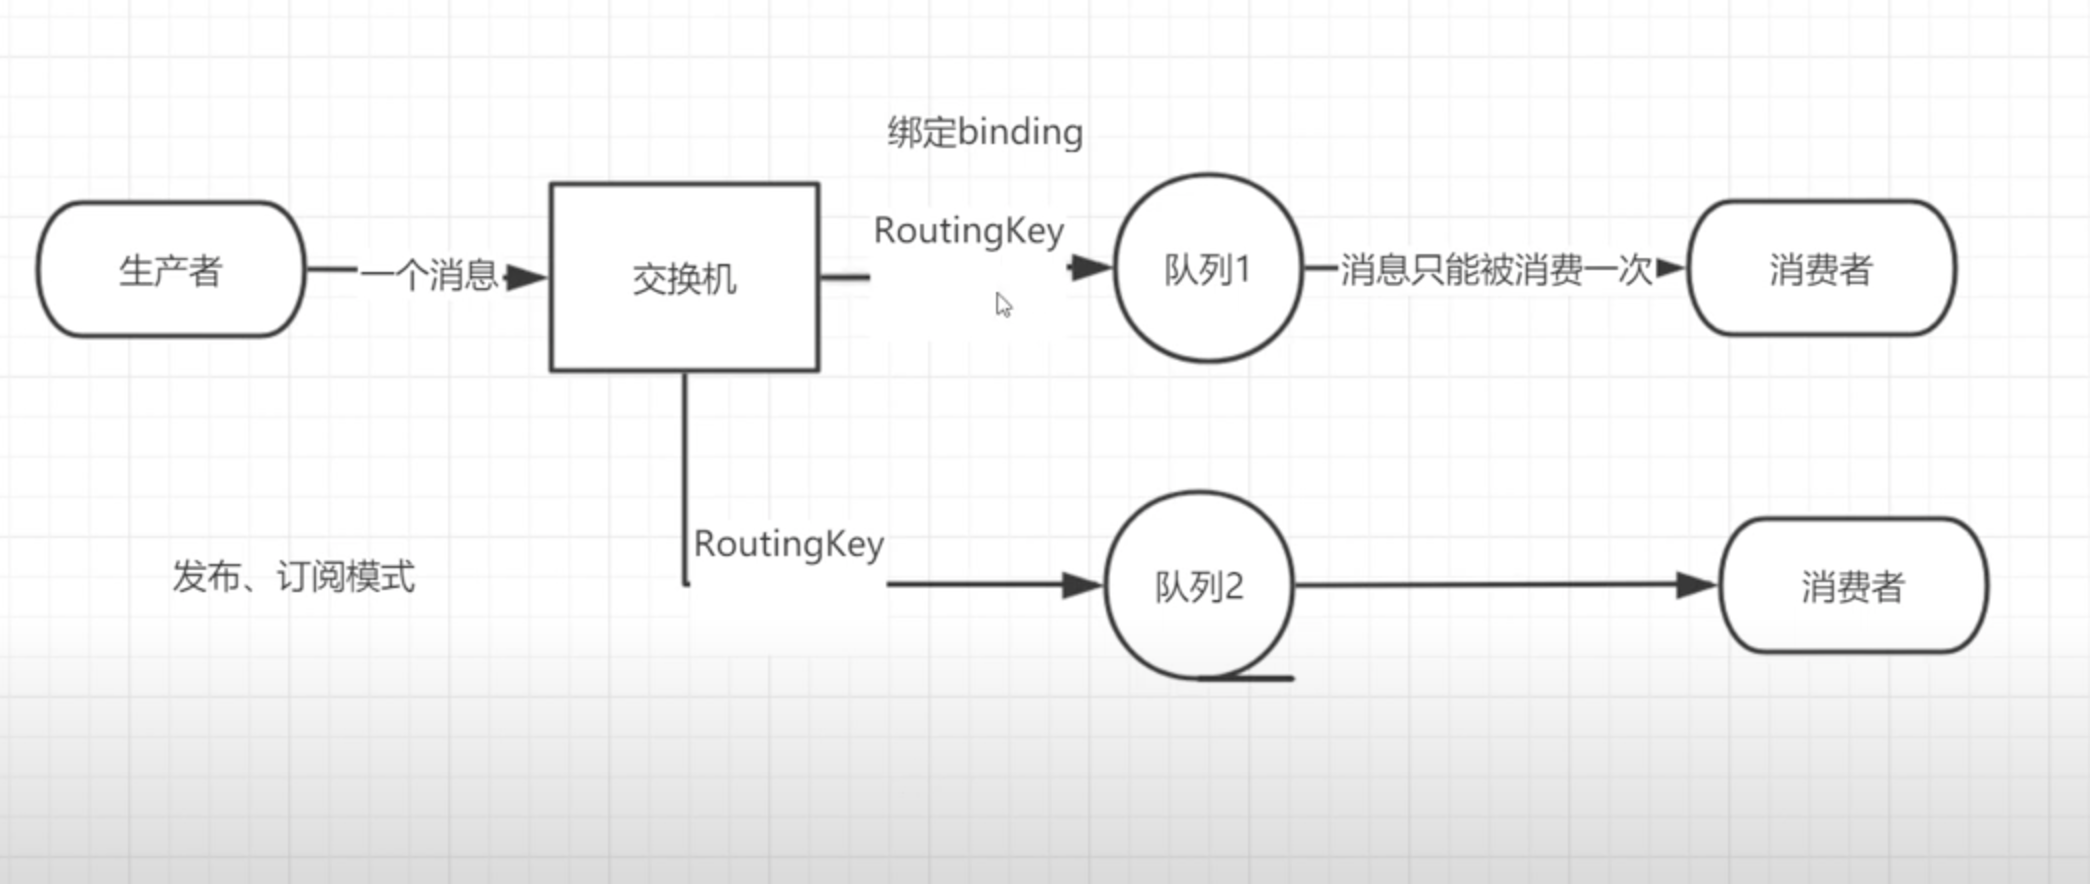 绑定binding
生产者
一个消息
交换机
RoutingKey
队列1
消息只能被消费一次
消费者
RoutingKey
发布、订阅模式
队列2
消费者